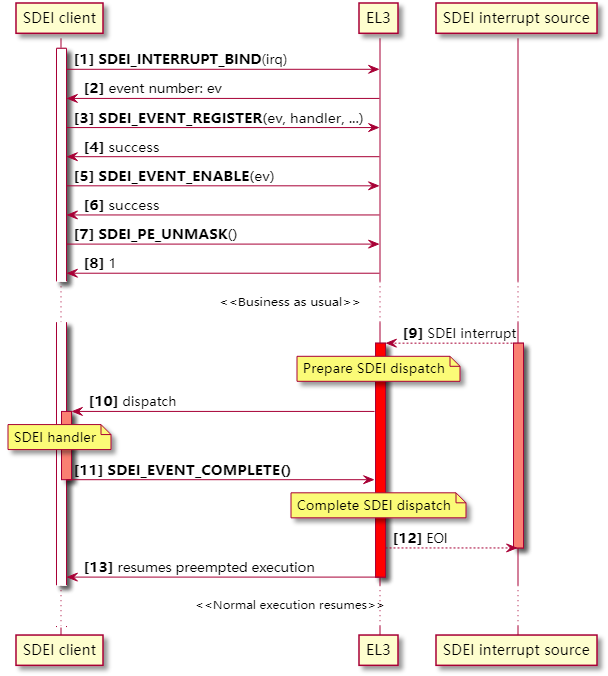 SDEI client
EL3
SDEI interrupt source
[1] SDEI_INTERRUPT_BIND(irq)
[2] event number: ev
[3] SDEI_EVENT_REGISTER(ev, handler, ...)
[4] success
[5] SDEI_EVENT_ENABLE(ev)
[6] success
[7] SDEI_PE_UNMASK()
[8] 1
<<Business as usual>>
[9] SDEI interrupt
Prepare SDEI dispatch
[10] dispatch
SDEI handler
[11] SDEI_EVENT_COMPLETE()
Complete SDEI dispatch
[12] EOI
[13] resumes preempted execution
<<Normal execution resumes>>
SDEI client
EL3
SDEI interrupt source